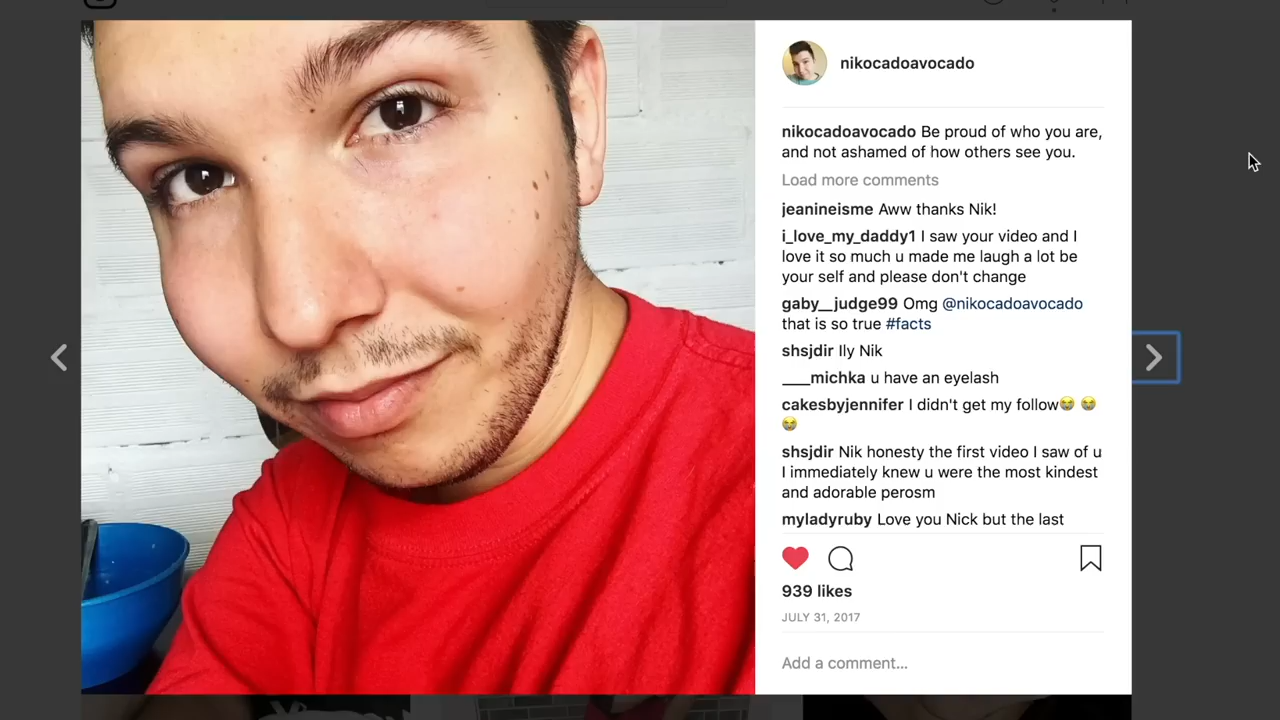 nikocadoavocado
nikocadoavocado Be proud of who you are,
and not ashamed of how others see you.
Load more comments
jeanineisme Aww thanks Nik!
i_love_my_daddy1 I saw your video and I
love it so much u made me laugh a lot be
your self and please don't change
gaby__judge99 Omg @nikocadoavocado
that is so true #facts
shsjdir Ily Nik
___michka u have an eyelash
cakesbyjennifer I didn't get my follow😭 😭
😭
shsjdir Nik honesty the first video I saw of u
I immediately knew u were the most kindest
and adorable perosm
myladyruby Love you Nick but the last
939 likes
JULY 31, 2017
Add a comment...